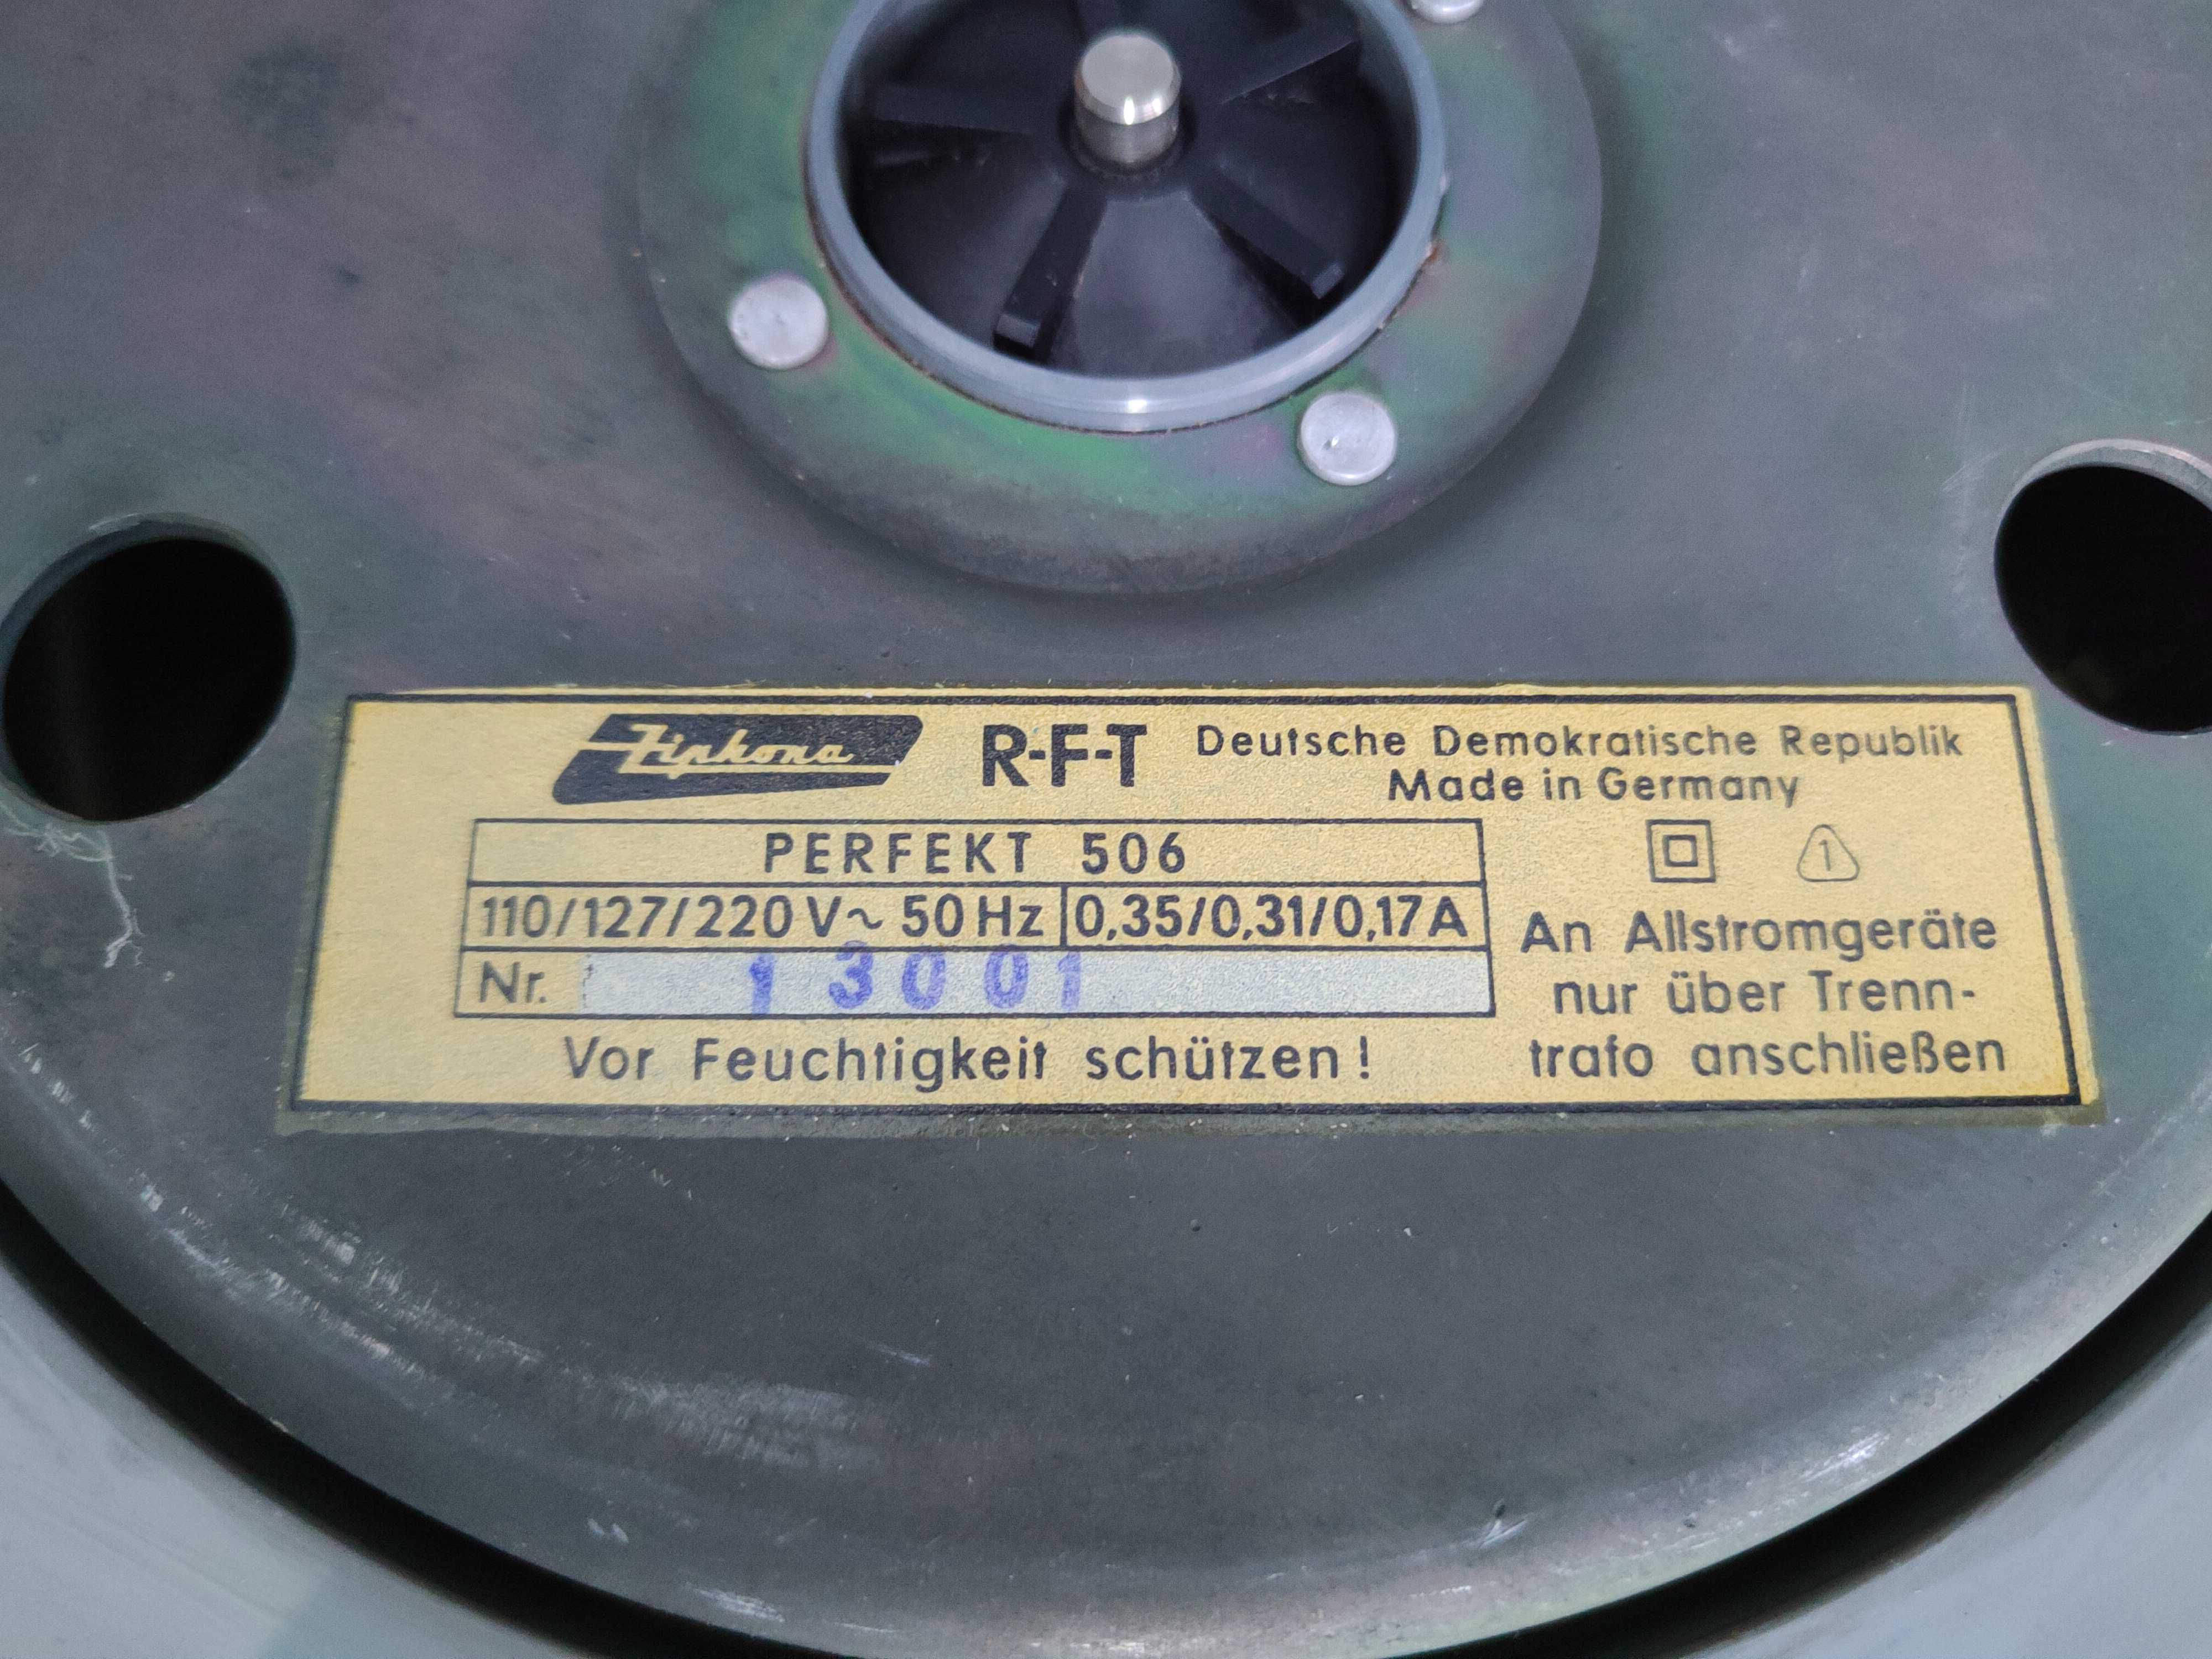 Ziphona R-F-T Deutsche Demokratische Republik
Made in Germany
PERFEKT 506
1
110/127/220 V~ 50 Hz 0,35/0,31/0,17 A
Nr. 13001
Vor Feuchtigkeit schützen!
An Allstromgeräte
nur über Trenn-
trafo anschließen